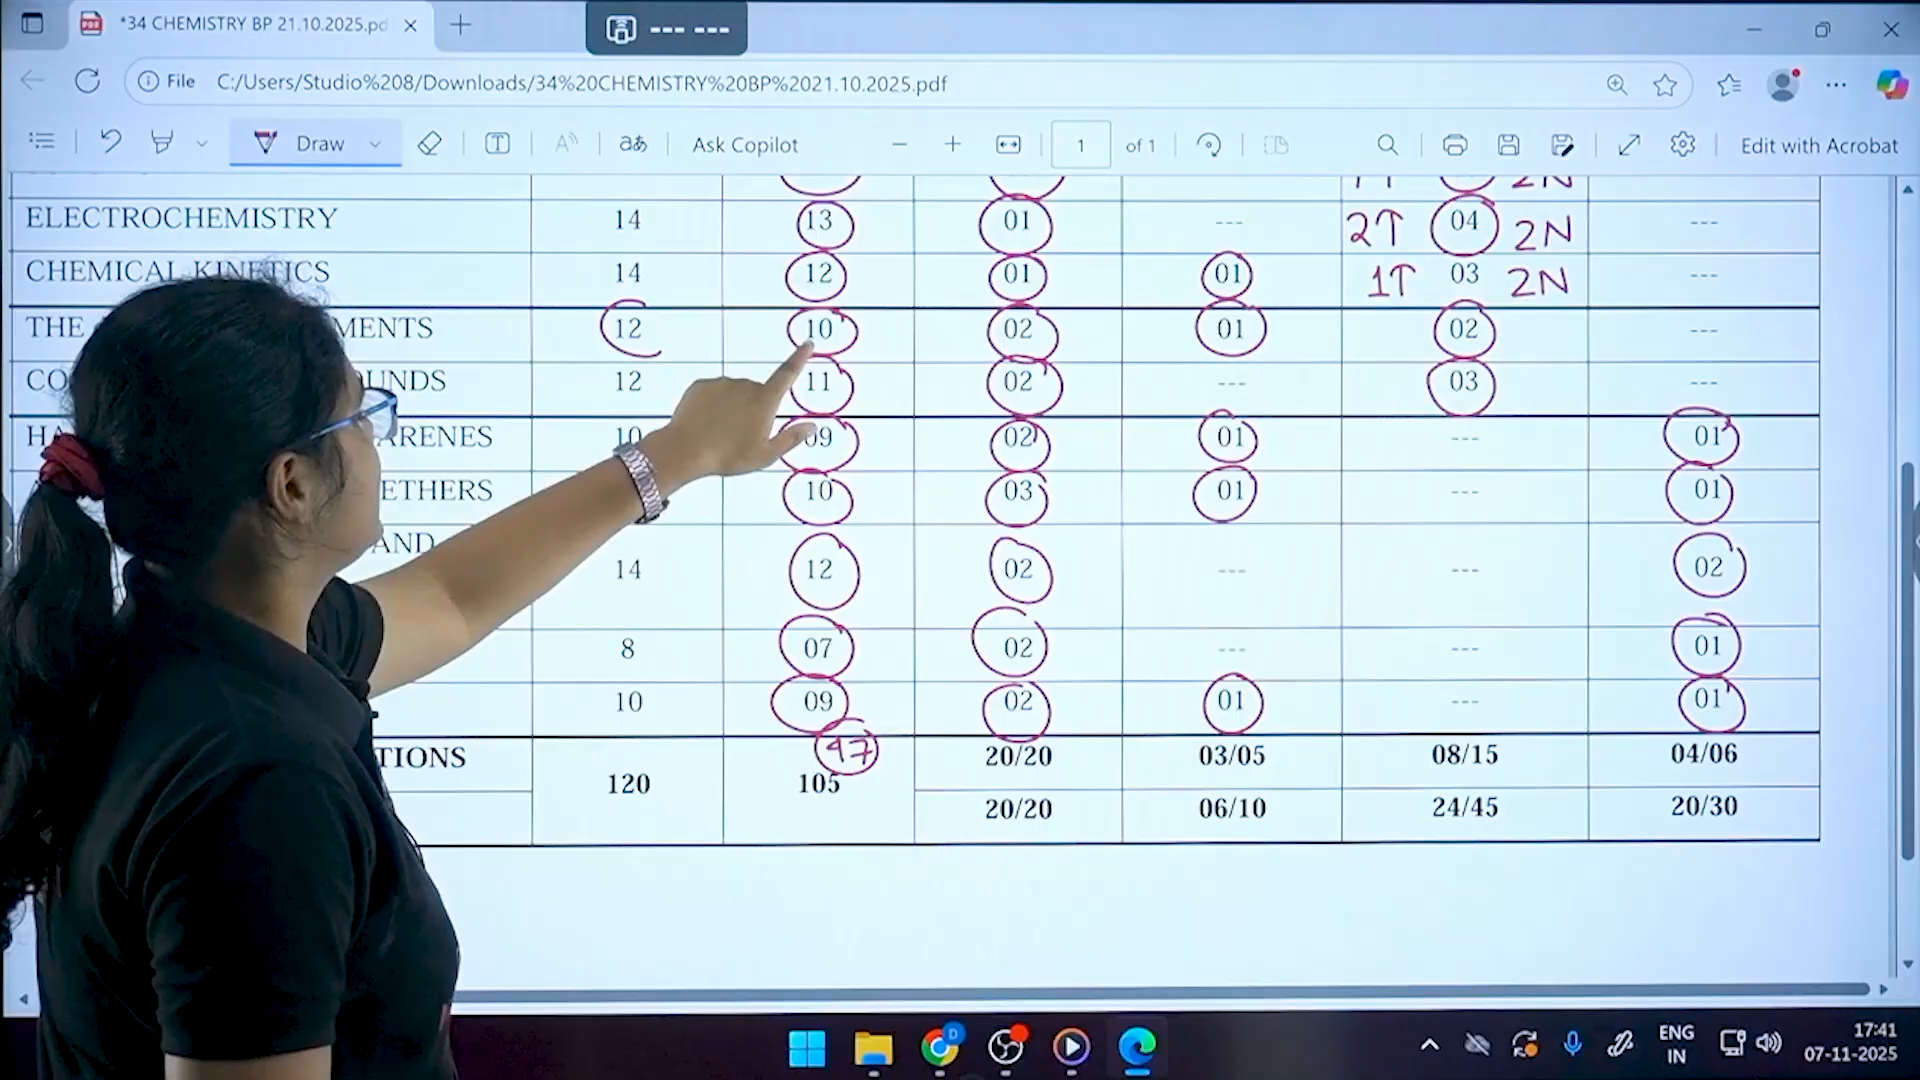 *34 CHEMISTRY BP 21.10.2025.pd
File C:/Users/Studio%208/Downloads/34%20CHEMISTRY%20BP%2021.10.2025.pdf
Draw Ask Copilot 1 of 1 Edit with Acrobat
1T 2N
ELECTROCHEMISTRY 14 13 01 --- 2T 04 2N ---
CHEMICAL KINETICS 14 12 01 01 1T 03 2N ---
THE MENTS 12 10 02 01 02 ---
CO UNDS 12 11 02 --- 03 ---
HA ARENES 10 09 02 01 --- 01
ETHERS 10 03 01 --- 01
AND 14 12 02 --- --- 02
8 07 02 --- --- 01
10 09 02 01 --- 01
47
TIONS 120 105 20/20 03/05 08/15 04/06
20/20 06/10 24/45 20/30
ENG 17:41
IN 07-11-2025